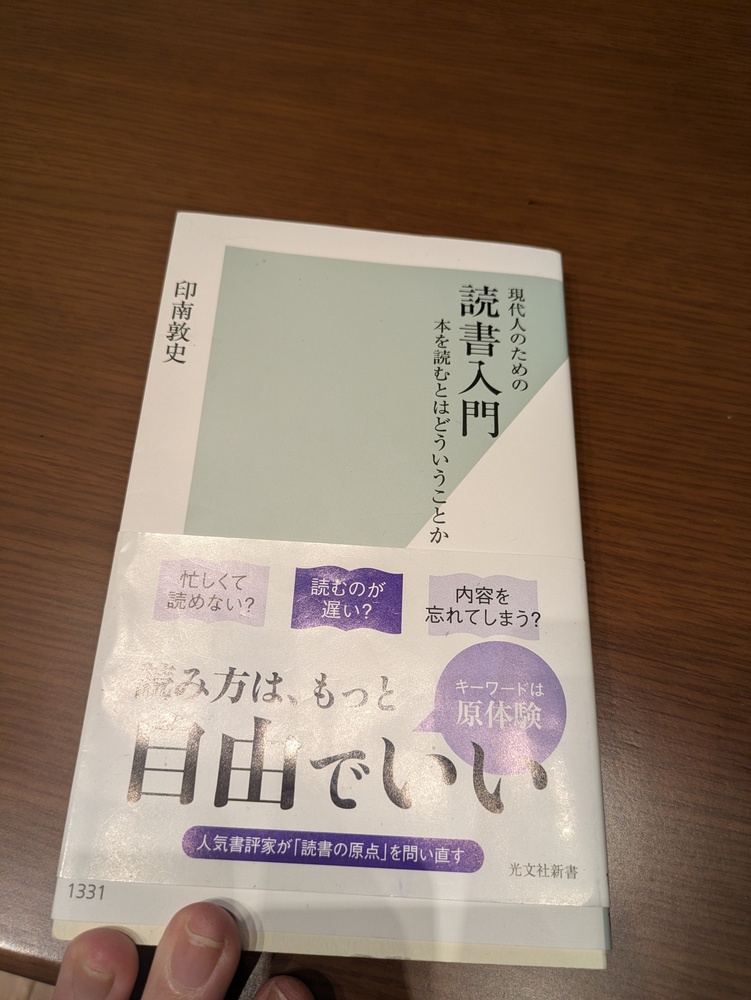 現代人のための
読書入門
本を読むとはどういうことか
印南敦史
忙しくて
読めない?
読むのが
遅い?
内容を
忘れてしまう?
読み方は、もっと
自由でいい
キーワードは
原体験
人気書評家が「読書の原点」を問い直す
光文社新書
1331